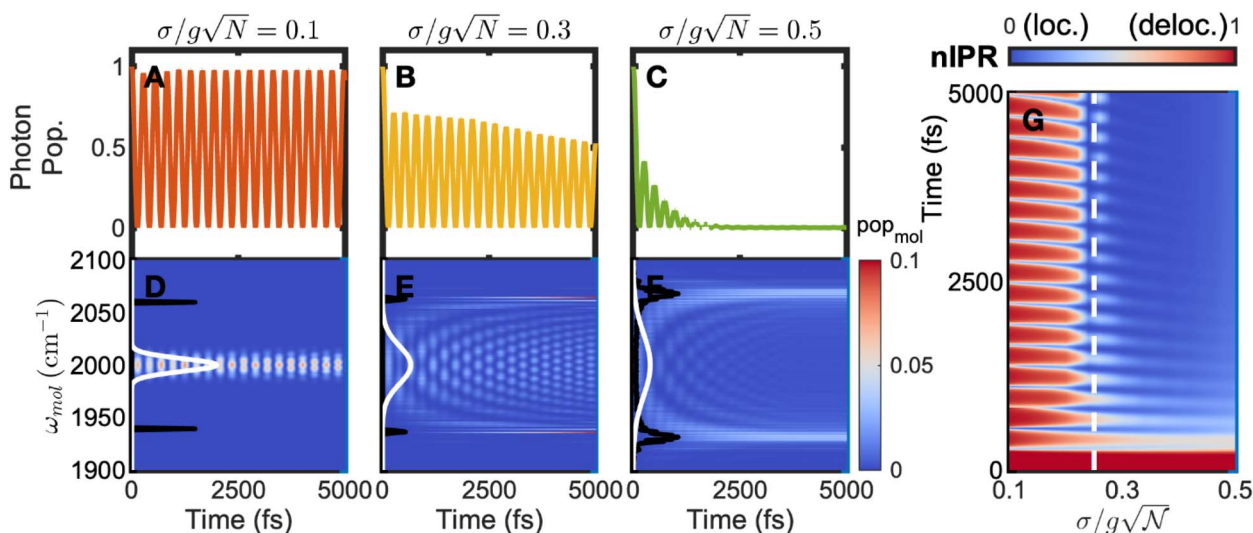 σ/g√N = 0.1
σ/g√N = 0.3
σ/g√N = 0.5
0 (loc.) (deloc.) 1
nIPR
A
B
C
G
1
0.5
0
Photon
Pop.
pop_mol
0.1
0.05
0
D
E
F
2100
2050
2000
1950
1900
ω_mol (cm⁻¹)
0 2500 5000
0 2500 5000
0 2500 5000
Time (fs)
Time (fs)
Time (fs)
5000
2500
0
Time (fs)
0.1 0.3 0.5
σ/g√𝒩